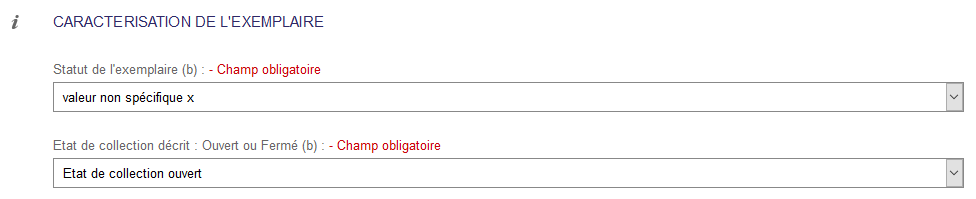 i CARACTERISATION DE L'EXEMPLAIRE
Statut de l'exemplaire (b) : - Champ obligatoire
valeur non spécifique x
Etat de collection décrit : Ouvert ou Fermé (b) : - Champ obligatoire
Etat de collection ouvert